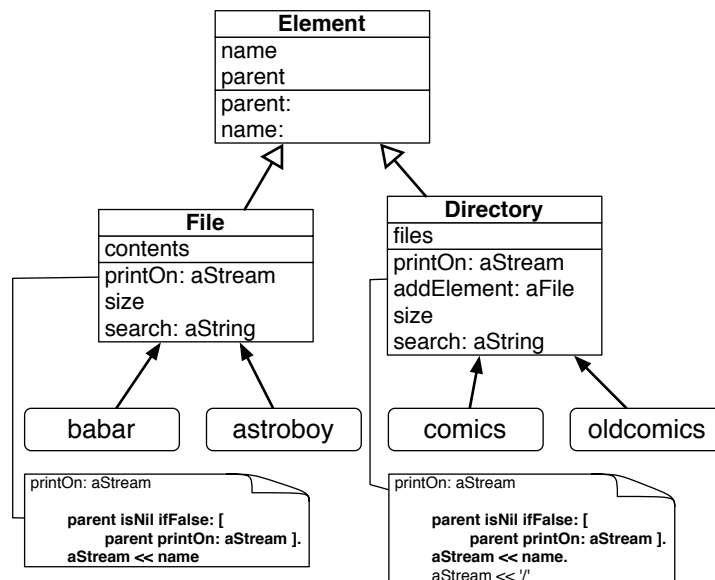 Element
name
parent
parent:
name:
File
contents
printOn: aStream
size
search: aString
Directory
files
printOn: aStream
addElement: aFile
size
search: aString
babar
astroboy
comics
oldcomics
printOn: aStream
parent isNil ifFalse: [
parent printOn: aStream ].
aStream << name
printOn: aStream
parent isNil ifFalse: [
parent printOn: aStream ].
aStream << name.
aStream << '/'